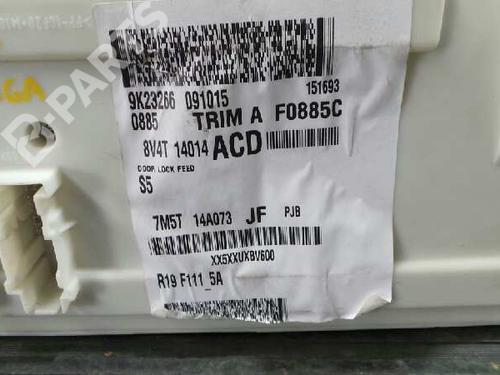 9K23266 091015 151693
0885 TRIM A F0885C
8V4T 14014 ACD
DOOR LOCK FEED
S5
7M5T 14A073 JF PJB
XX5XXUXBV600
R19 F111_5A